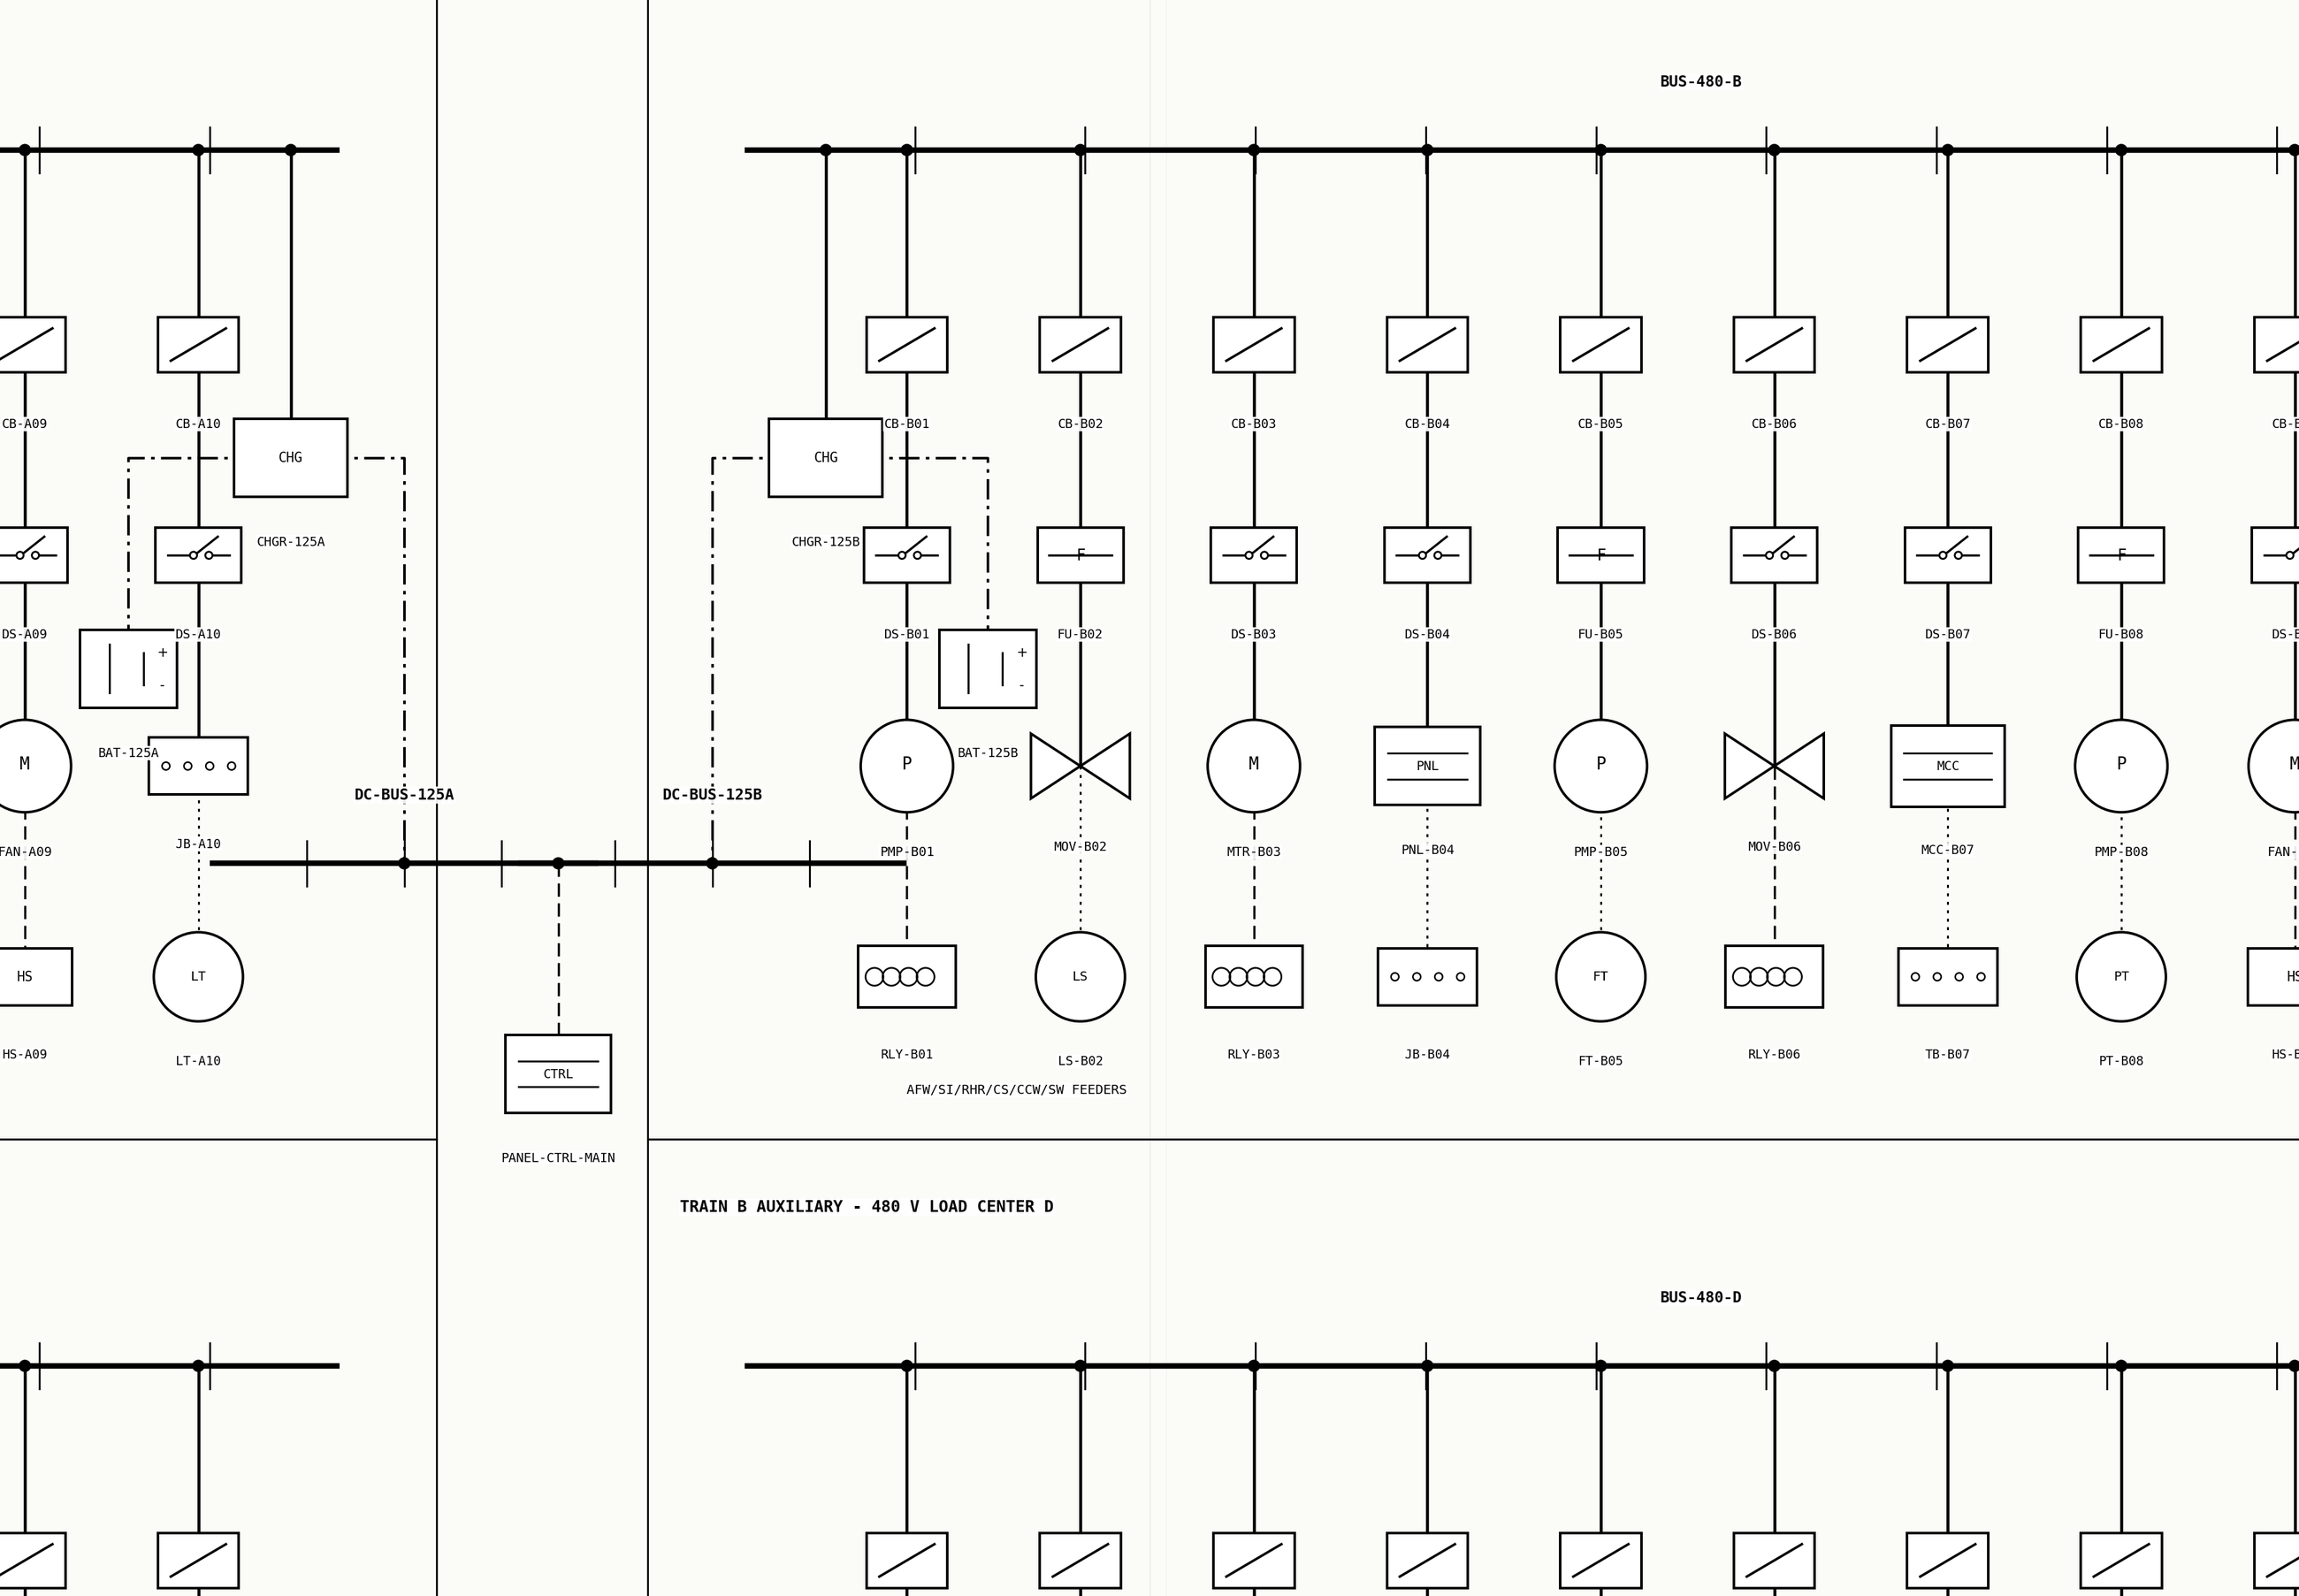 BUS-480-B
CB-A09
CB-A10
CB-B01
CB-B02
CB-B03
CB-B04
CB-B05
CB-B06
CB-B07
CB-B08
CHG
CHG
CHGR-125A
CHGR-125B
F
F
F
DS-A09
DS-A10
DS-B01
FU-B02
DS-B03
DS-B04
FU-B05
DS-B06
DS-B07
FU-B08
+
-
+
-
BAT-125A
BAT-125B
M
P
M
PNL
P
MCC
P
M
DC-BUS-125A
DC-BUS-125B
FAN-A09
JB-A10
PMP-B01
MOV-B02
MTR-B03
PNL-B04
PMP-B05
MOV-B06
MCC-B07
PMP-B08
FAN-
HS
LT
LS
FT
PT
HS
HS-A09
LT-A10
RLY-B01
LS-B02
RLY-B03
JB-B04
FT-B05
RLY-B06
TB-B07
PT-B08
CTRL
AFW/SI/RHR/CS/CCW/SW FEEDERS
PANEL-CTRL-MAIN
TRAIN B AUXILIARY - 480 V LOAD CENTER D
BUS-480-D